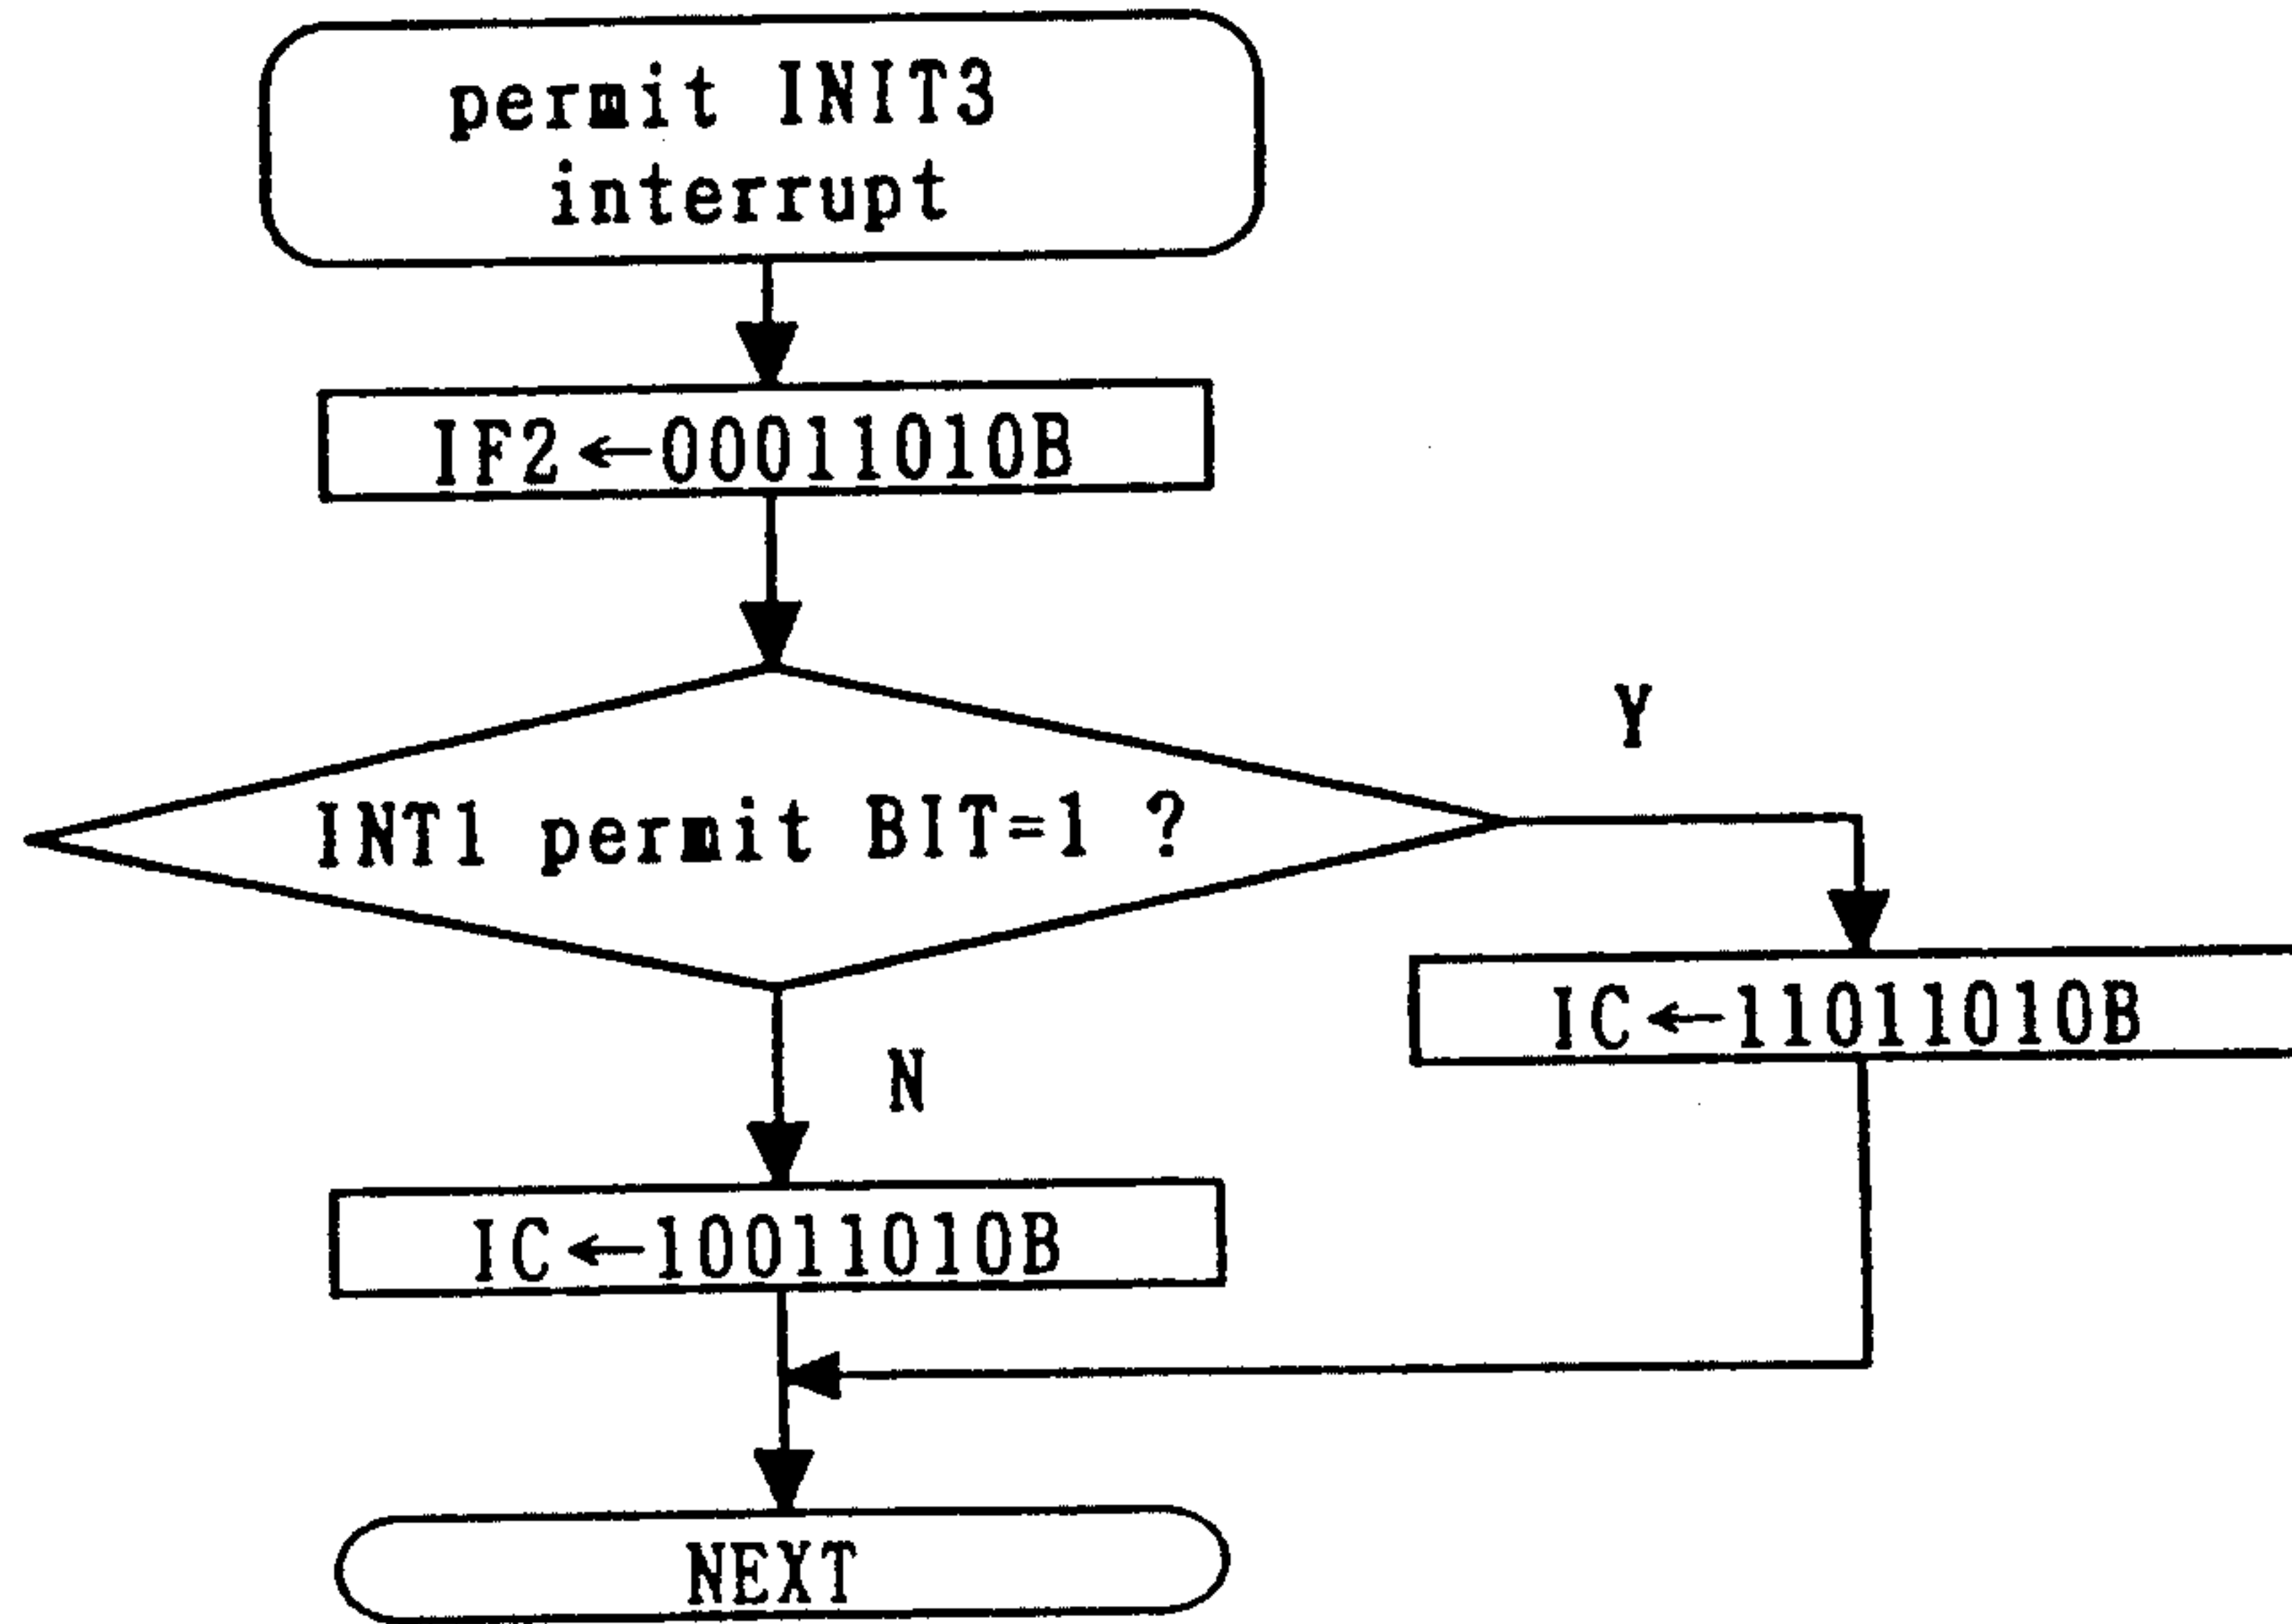 permit INIT3
interrupt
IF2←00011010B
INT1 permit BIT=1 ?
Y
IC←11011010B
N
IC←10011010B
NEXT